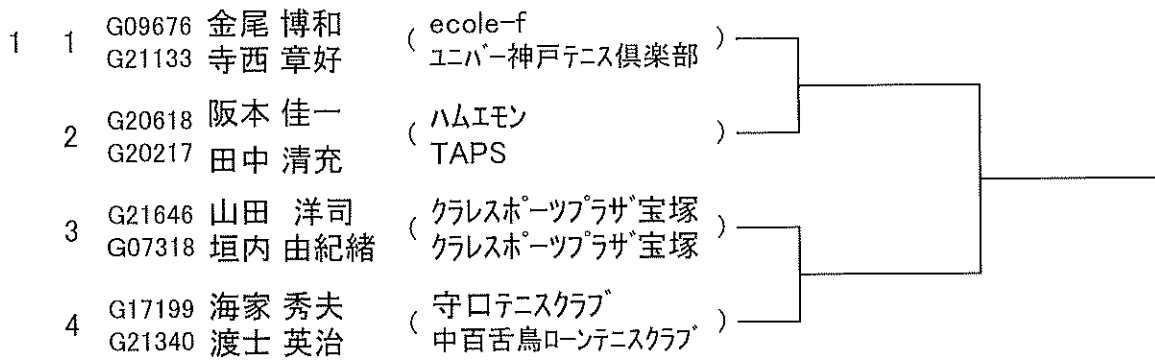 1 1 G09676 金尾 博和 ( ecole-f )
G21133 寺西 章好 ユニバー神戸テニス倶楽部
2 G20618 阪本 佳一 ( ハムエモン )
G20217 田中 清充 TAPS
3 G21646 山田 洋司 ( クラレスポーツプラザ宝塚 )
G07318 垣内 由紀緒 クラレスポーツプラザ宝塚
4 G17199 海家 秀夫 ( 守口テニスクラブ )
G21340 渡士 英治 中百舌鳥ローンテニスクラブ